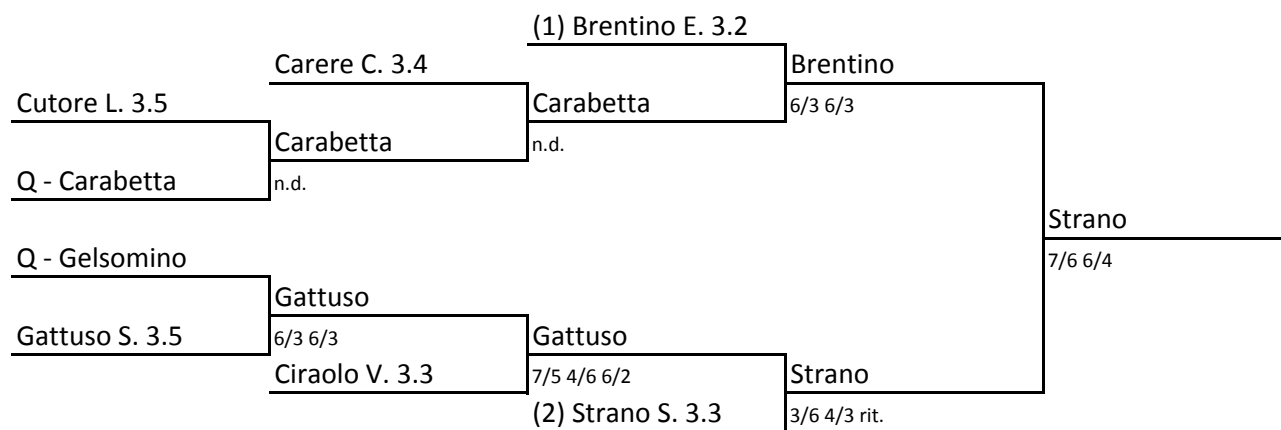 (1) Brentino E. 3.2
Carere C. 3.4
Brentino
Cutore L. 3.5
Carabetta
6/3 6/3
Carabetta
n.d.
Q - Carabetta
n.d.
Strano
Q - Gelsomino
7/6 6/4
Gattuso
Gattuso S. 3.5
6/3 6/3
Gattuso
Ciraolo V. 3.3
7/5 4/6 6/2
Strano
(2) Strano S. 3.3
3/6 4/3 rit.